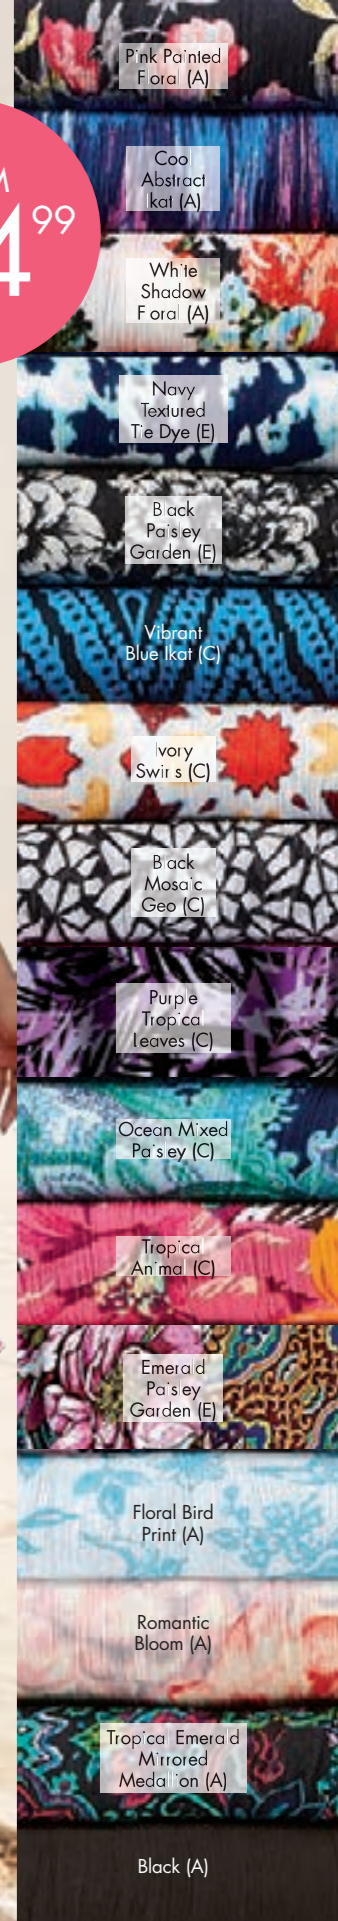 Pink Painted
Floral (A)
Cool
Abstract
Ikat (A)
M
4 99
White
Shadow
Floral (A)
Navy
Textured
Tie Dye (E)
Black
Paisley
Garden (E)
Vibrant
Blue Ikat (C)
Ivory
Swirls (C)
Black
Mosaic
Geo (C)
Purple
Tropical
Leaves (C)
Ocean Mixed
Paisley (C)
Tropical
Animal (C)
Emerald
Paisley
Garden (E)
Floral Bird
Print (A)
Romantic
Bloom (A)
Tropical Emerald
Mirrored
Medallion (A)
Black (A)